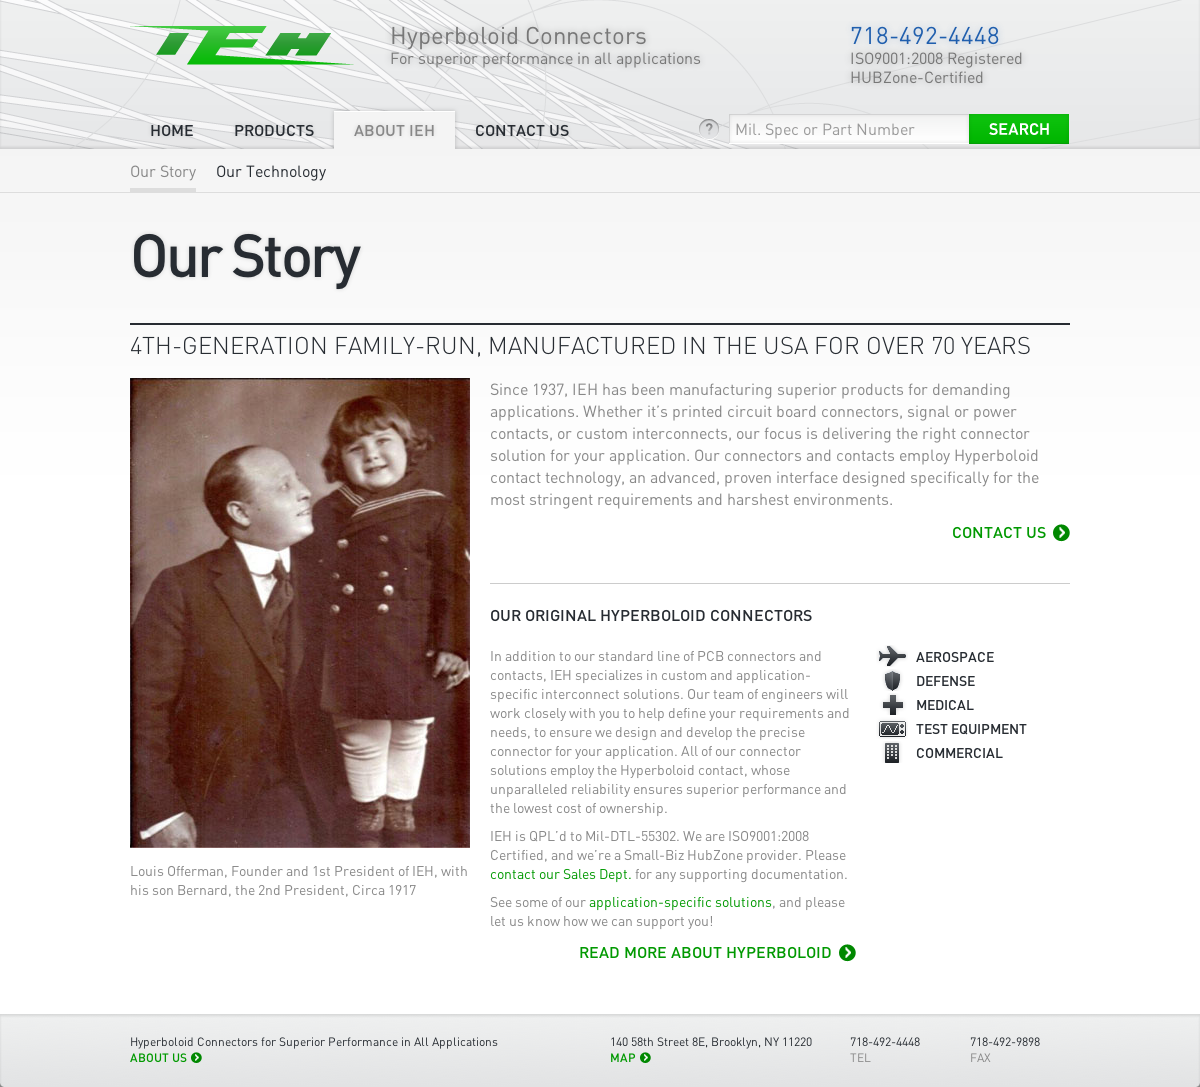 IEH
Hyperboloid Connectors
For superior performance in all applications
718-492-4448
ISO9001:2008 Registered
HUBZone-Certified
HOME
PRODUCTS
ABOUT IEH
CONTACT US
?
Mil. Spec or Part Number
SEARCH
Our Story
Our Technology
Our Story
4TH-GENERATION FAMILY-RUN, MANUFACTURED IN THE USA FOR OVER 70 YEARS
Since 1937, IEH has been manufacturing superior products for demanding
applications. Whether it's printed circuit board connectors, signal or power
contacts, or custom interconnects, our focus is delivering the right connector
solution for your application. Our connectors and contacts employ Hyperboloid
contact technology, an advanced, proven interface designed specifically for the
most stringent requirements and harshest environments.
CONTACT US
Louis Offerman, Founder and 1st President of IEH, with
his son Bernard, the 2nd President, Circa 1917
OUR ORIGINAL HYPERBOLOID CONNECTORS
In addition to our standard line of PCB connectors and
contacts, IEH specializes in custom and application-
specific interconnect solutions. Our team of engineers will
work closely with you to help define your requirements and
needs, to ensure we design and develop the precise
connector for your application. All of our connector
solutions employ the Hyperboloid contact, whose
unparalleled reliability ensures superior performance and
the lowest cost of ownership.
IEH is QPL'd to Mil-DTL-55302. We are ISO9001:2008
Certified, and we're a Small-Biz HubZone provider. Please
contact our Sales Dept. for any supporting documentation.
See some of our application-specific solutions, and please
let us know how we can support you!
READ MORE ABOUT HYPERBOLOID
AEROSPACE
DEFENSE
MEDICAL
TEST EQUIPMENT
COMMERCIAL
Hyperboloid Connectors for Superior Performance in All Applications
ABOUT US
140 58th Street 8E, Brooklyn, NY 11220
MAP
718-492-4448
TEL
718-492-9898
FAX